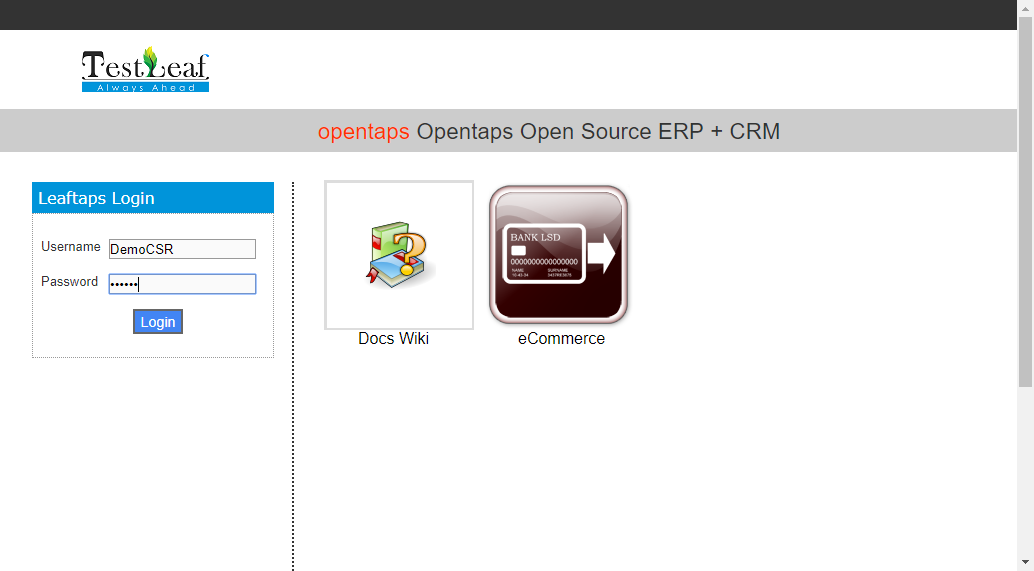 TestLeaf
Always Ahead
opentaps Opentaps Open Source ERP + CRM
Leaftaps Login
Username DemoCSR
Password ••••••
Login
BANK LSD
0000000000000000
NAME SURNAME
Docs Wiki
eCommerce